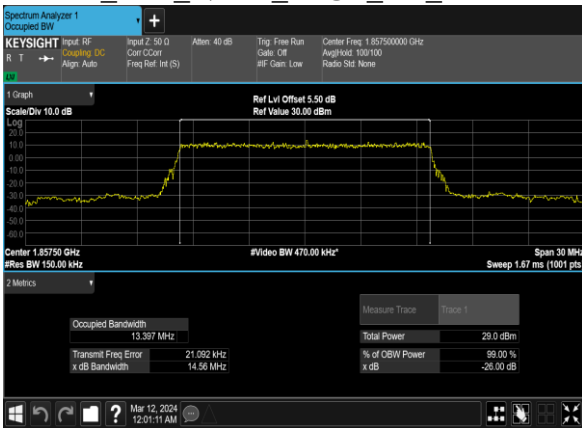 Spectrum Analyzer 1
Occupied BW
KEYSIGHT
R T
LW
Input: RF
Coupling: DC
Align: Auto
Input Z: 50 Ω
Corr CCorr
Freq Ref: Int (S)
Atten: 40 dB
Trig: Free Run
Gate: Off
#IF Gain: Low
Center Freq: 1.857500000 GHz
Avg|Hold: 100/100
Radio Std: None
1 Graph
Scale/Div 10.0 dB
Ref Lvl Offset 5.50 dB
Ref Value 30.00 dBm
Log
20.0
10.0
0.00
-10.0
-20.0
-30.0
-40.0
-50.0
-60.0
Center 1.85750 GHz
#Res BW 150.00 kHz
#Video BW 470.00 kHz*
Span 30 MHz
Sweep 1.67 ms (1001 pts
2 Metrics
Measure Trace
Trace 1
Occupied Bandwidth
13.397 MHz
Total Power
29.0 dBm
Transmit Freq Error
21.092 kHz
% of OBW Power
99.00 %
x dB Bandwidth
14.56 MHz
x dB
-26.00 dB
?
Mar 12, 2024
12:01:11 AM